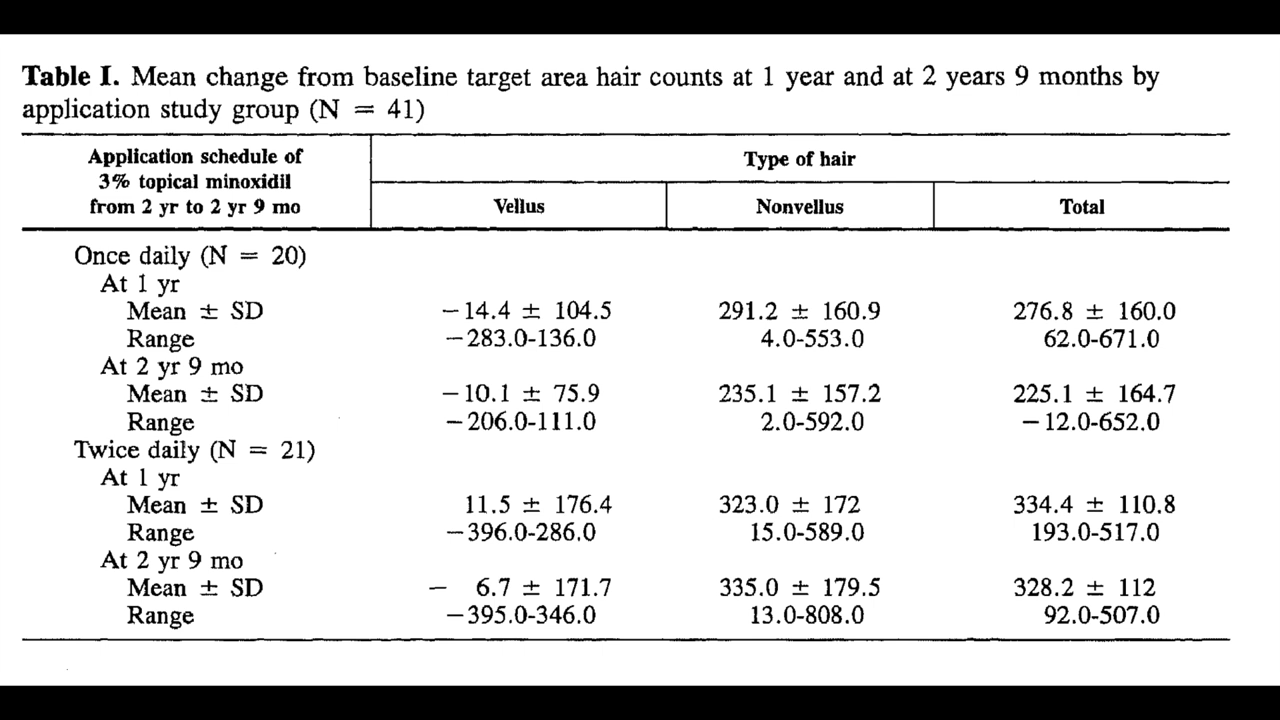 Table I. Mean change from baseline target area hair counts at 1 year and at 2 years 9 months by
application study group (N = 41)
Application schedule of
3% topical minoxidil
from 2 yr to 2 yr 9 mo
Type of hair
Vellus Nonvellus Total
Once daily (N = 20)
At 1 yr
Mean ± SD −14.4 ± 104.5 291.2 ± 160.9 276.8 ± 160.0
Range −283.0-136.0 4.0-553.0 62.0-671.0
At 2 yr 9 mo
Mean ± SD −10.1 ± 75.9 235.1 ± 157.2 225.1 ± 164.7
Range −206.0-111.0 2.0-592.0 −12.0-652.0
Twice daily (N = 21)
At 1 yr
Mean ± SD 11.5 ± 176.4 323.0 ± 172 334.4 ± 110.8
Range −396.0-286.0 15.0-589.0 193.0-517.0
At 2 yr 9 mo
Mean ± SD − 6.7 ± 171.7 335.0 ± 179.5 328.2 ± 112
Range −395.0-346.0 13.0-808.0 92.0-507.0